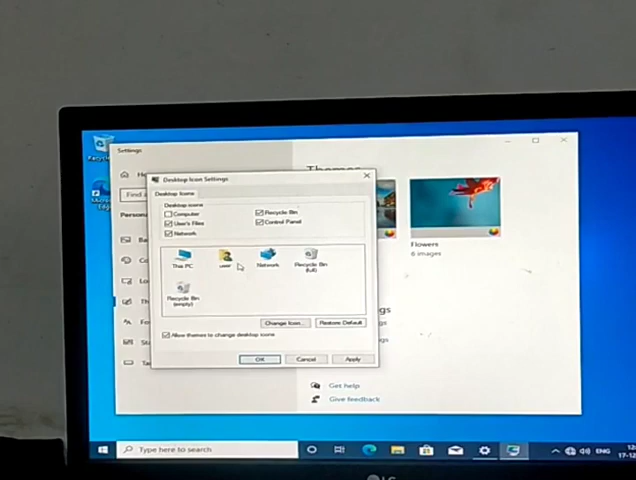 Settings
Themes
Desktop Icon Settings
Desktop Icons
Desktop icons
Computer
Recycle Bin
User's Files
Control Panel
Network
This PC
user
Network
Recycle Bin
(full)
Recycle Bin
(empty)
Change Icon...
Restore Default
Allow themes to change desktop icons
OK
Cancel
Apply
Flowers
6 images
Get help
Give feedback
Type here to search
ENG
LG